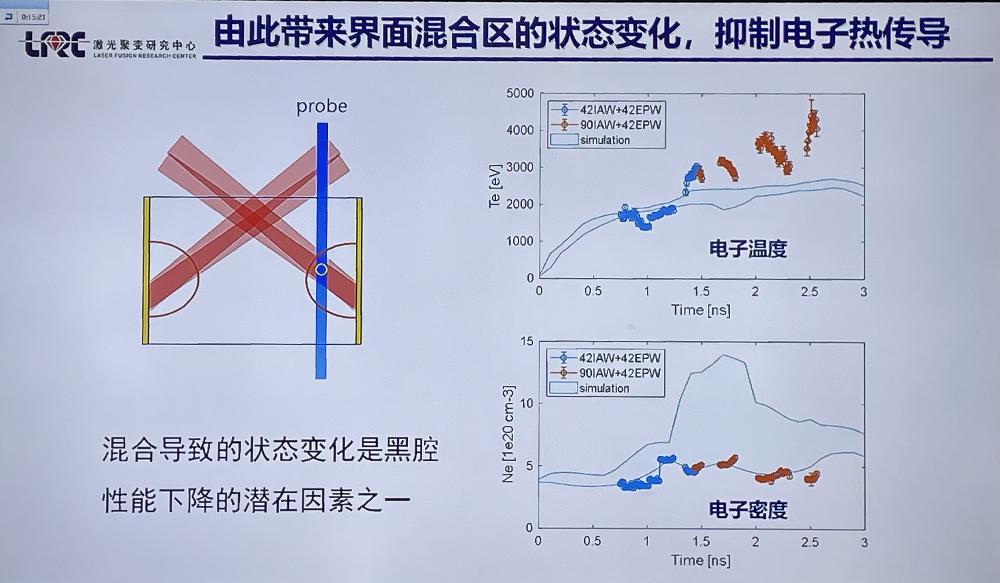 0:15:21
LFRC
激光聚变研究中心
LASER FUSION RESEARCH CENTER
由此带来界面混合区的状态变化，抑制电子热传导
probe
混合导致的状态变化是黑腔
性能下降的潜在因素之一
5000
4000
3000
2000
1000
0
Te [eV]
42IAW+42EPW
90IAW+42EPW
simulation
电子温度
0 0.5 1 1.5 2 2.5 3
Time [ns]
15
10
5
0
Ne [1e20 cm-3]
42IAW+42EPW
90IAW+42EPW
simulation
电子密度
0 0.5 1 1.5 2 2.5 3
Time [ns]